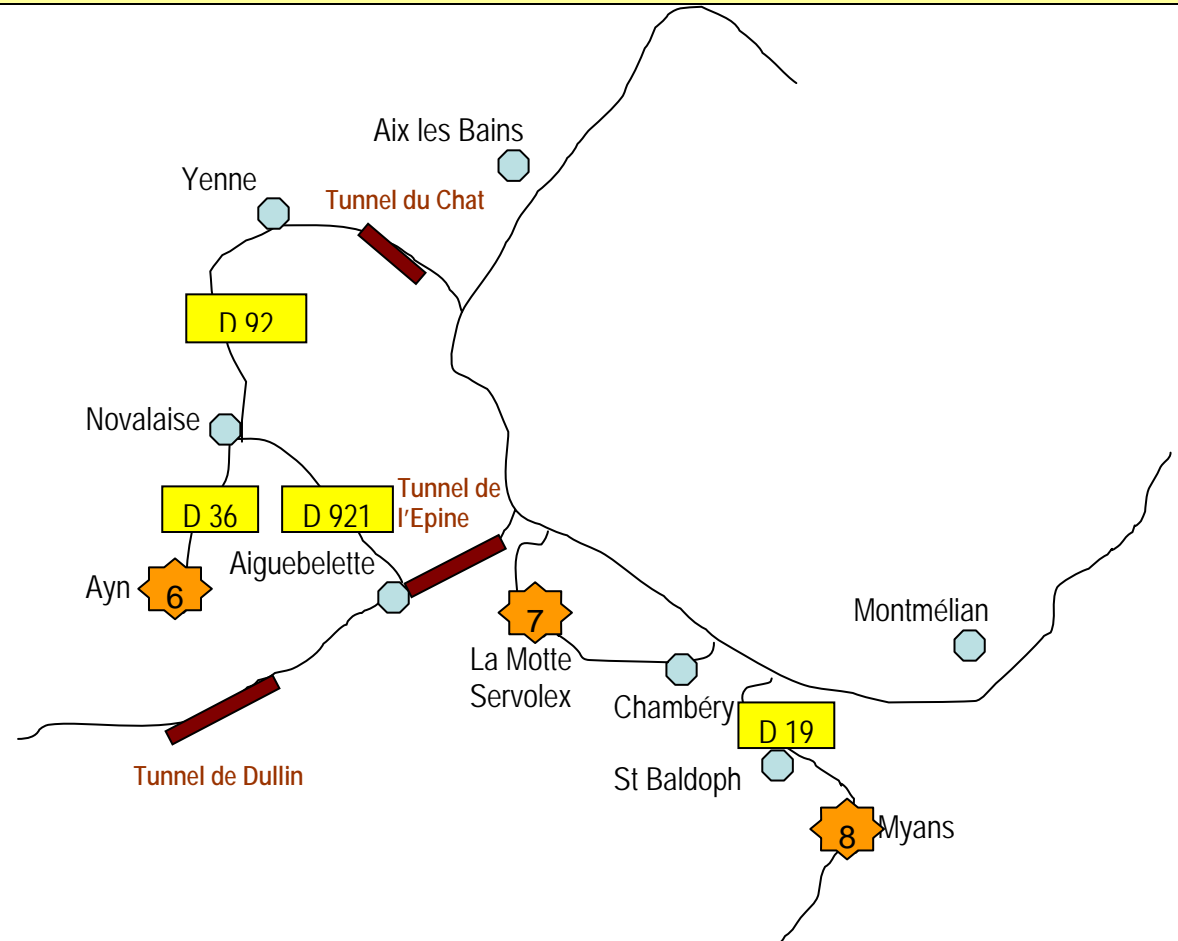 Aix les Bains
Yenne
Tunnel du Chat
D 92
Novalaise
Tunnel de
l'Epine
D 36
D 921
Aiguebelette
Ayn
6
7
Montmélian
La Motte
Servolex
Chambéry
D 19
St Baldoph
Tunnel de Dullin
8
Myans